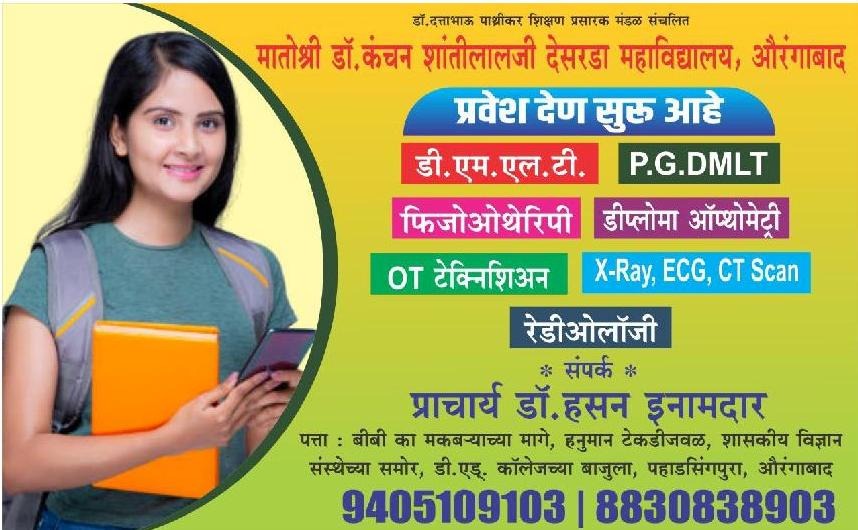 डॉ.दत्ताभाऊ पाथ्रीकर शिक्षण प्रसारक मंडळ संचलित
मातोश्री डॉ.कंचन शांतीलालजी देसरडा महाविद्यालय, औरंगाबाद
प्रवेश देण सुरू आहे
डी.एम.एल.टी. P.G.DMLT
फिजोओथेरिपी डीप्लोमा ऑप्थोमेट्री
OT टेक्निशिअन X-Ray, ECG, CT Scan
रेडीओलॉजी
* संपर्क *
प्राचार्य डॉ.हसन इनामदार
पत्ता : बीबी का मकबऱ्याच्या मागे, हनुमान टेकडीजवळ, शासकीय विज्ञान
संस्थेच्या समोर, डी.एड्. कॉलेजच्या बाजुला, पहाडसिंगपुरा, औरंगाबाद
9405109103 | 8830838903